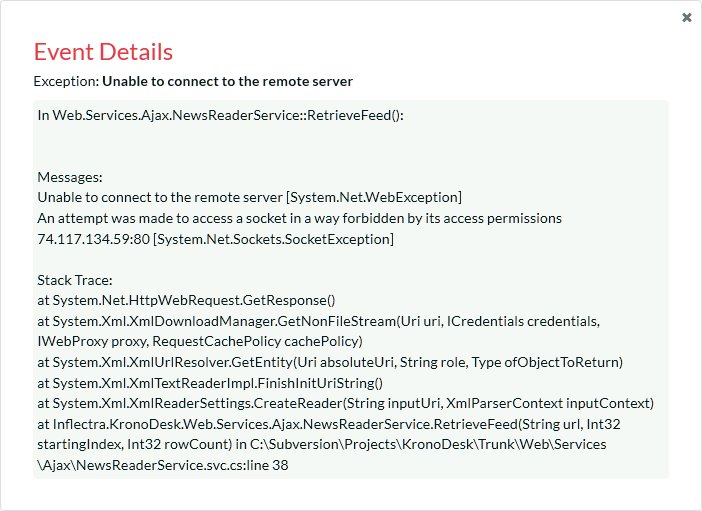 Event Details
Exception: Unable to connect to the remote server
In Web.Services.Ajax.NewsReaderService::RetrieveFeed():
Messages:
Unable to connect to the remote server [System.Net.WebException]
An attempt was made to access a socket in a way forbidden by its access permissions
74.117.134.59:80 [System.Net.Sockets.SocketException]
Stack Trace:
at System.Net.HttpWebRequest.GetResponse()
at System.Xml.XmlDownloadManager.GetNonFileStream(Uri uri, ICredentials credentials,
IWebProxy proxy, RequestCachePolicy cachePolicy)
at System.Xml.XmlUrlResolver.GetEntity(Uri absoluteUri, String role, Type ofObjectToReturn)
at System.Xml.XmlTextReaderImpl.FinishInitUriString()
at System.Xml.XmlReaderSettings.CreateReader(String inputUri, XmlParserContext inputContext)
at Inflectra.KronoDesk.Web.Services.Ajax.NewsReaderService.RetrieveFeed(String url, Int32
startingIndex, Int32 rowCount) in C:\Subversion\Projects\KronoDesk\Trunk\Web\Services
\Ajax\NewsReaderService.svc.cs:line 38